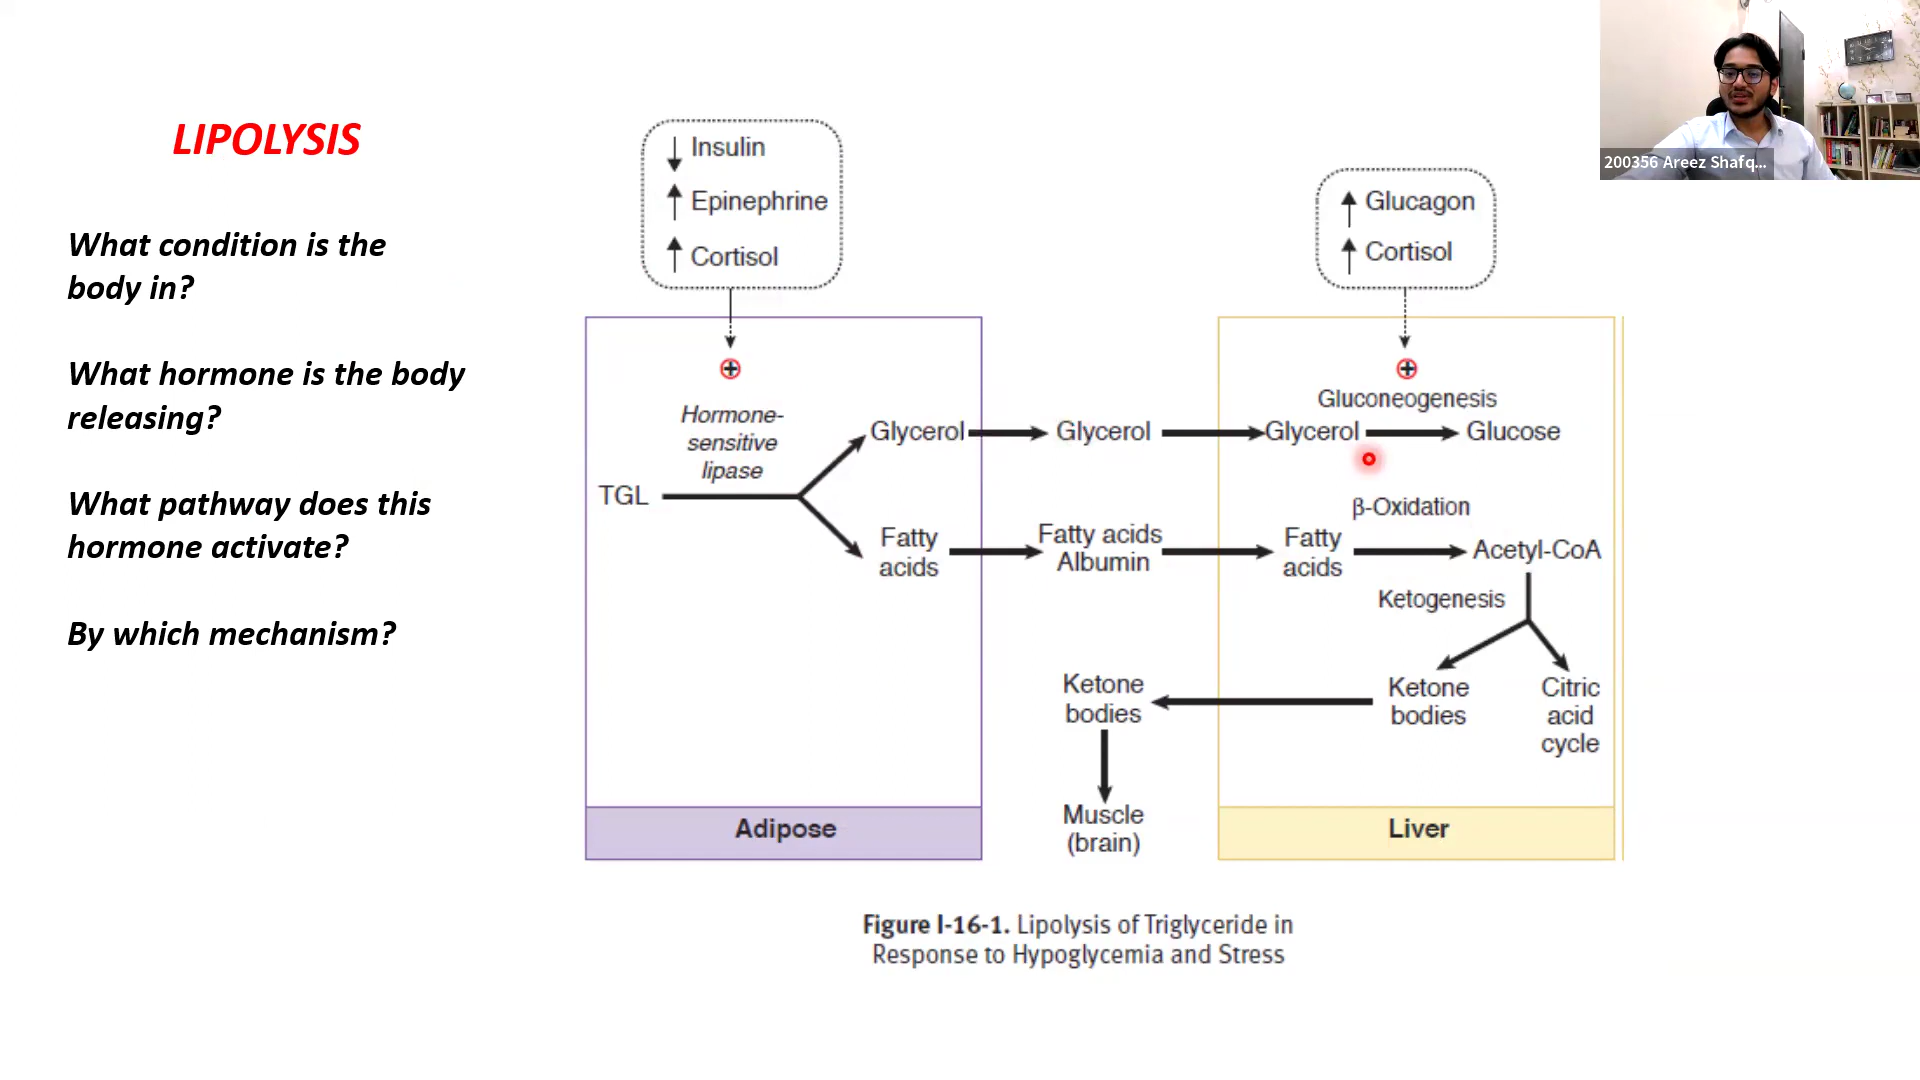 200356 Areez Shafq...
LIPOLYSIS
What condition is the
body in?
What hormone is the body
releasing?
What pathway does this
hormone activate?
By which mechanism?
↓ Insulin
↑ Epinephrine
↑ Cortisol
↑ Glucagon
↑ Cortisol
+
+
Hormone-
sensitive
lipase
TGL
Glycerol
Glycerol
Gluconeogenesis
Glycerol
Glucose
Fatty
acids
Fatty acids
Albumin
β-Oxidation
Fatty
acids
Acetyl-CoA
Ketogenesis
Ketone
bodies
Ketone
bodies
Citric
acid
cycle
Muscle
(brain)
Adipose
Liver
Figure I-16-1. Lipolysis of Triglyceride in
Response to Hypoglycemia and Stress